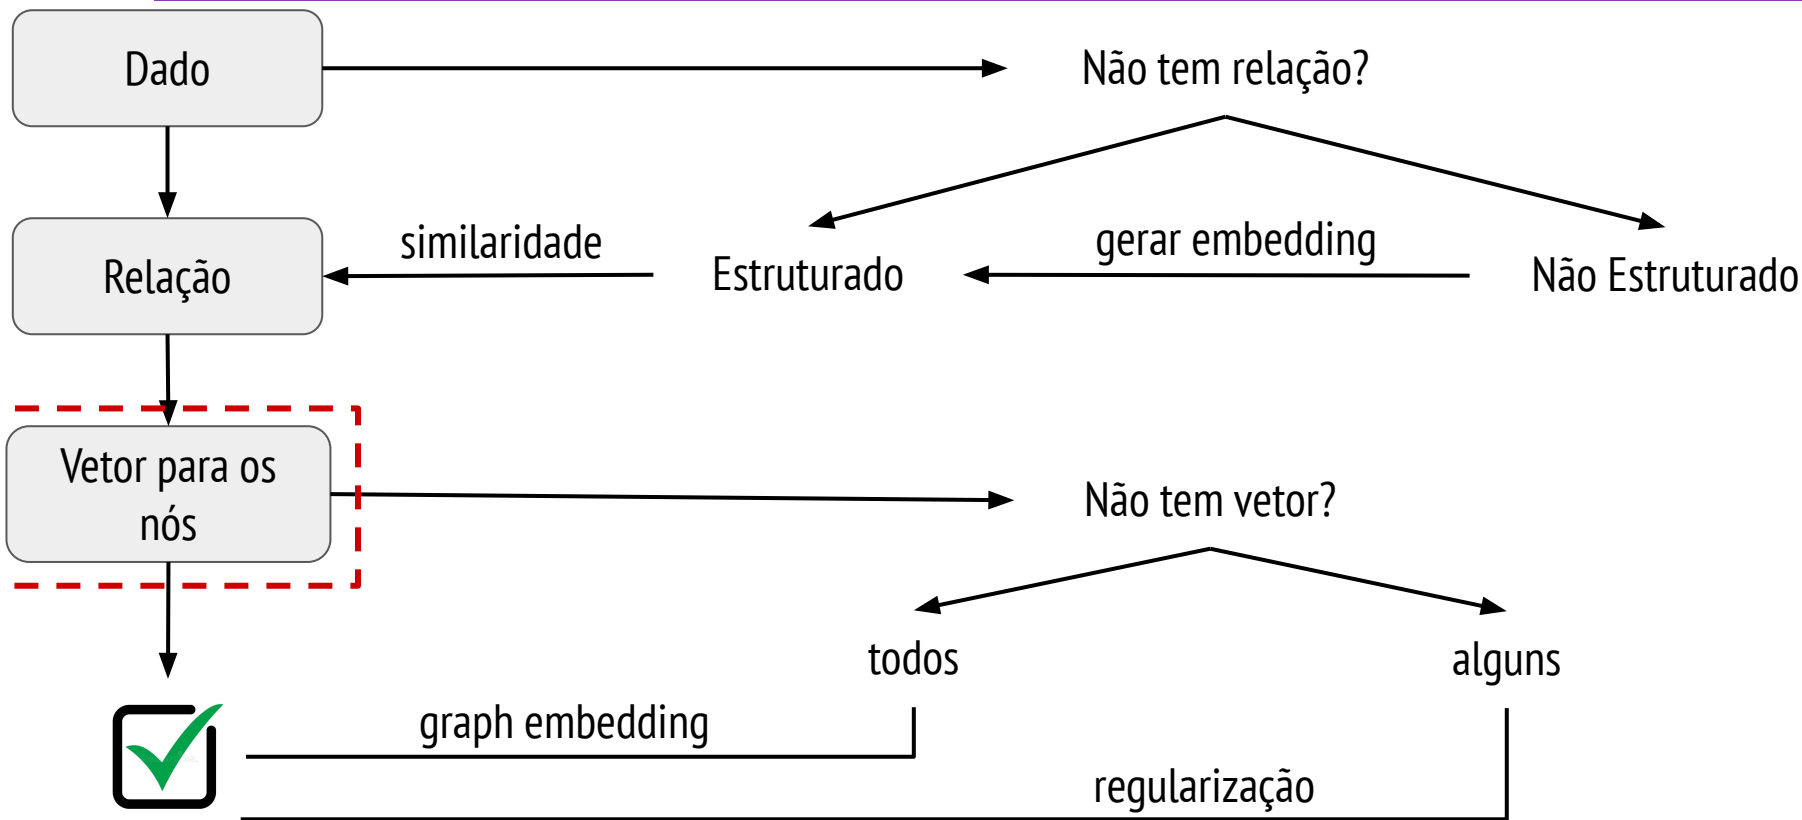 Dado
Não tem relação?
similaridade
gerar embedding
Relação
Estruturado
Não Estruturado
Vetor para os
nós
Não tem vetor?
todos
alguns
graph embedding
regularização